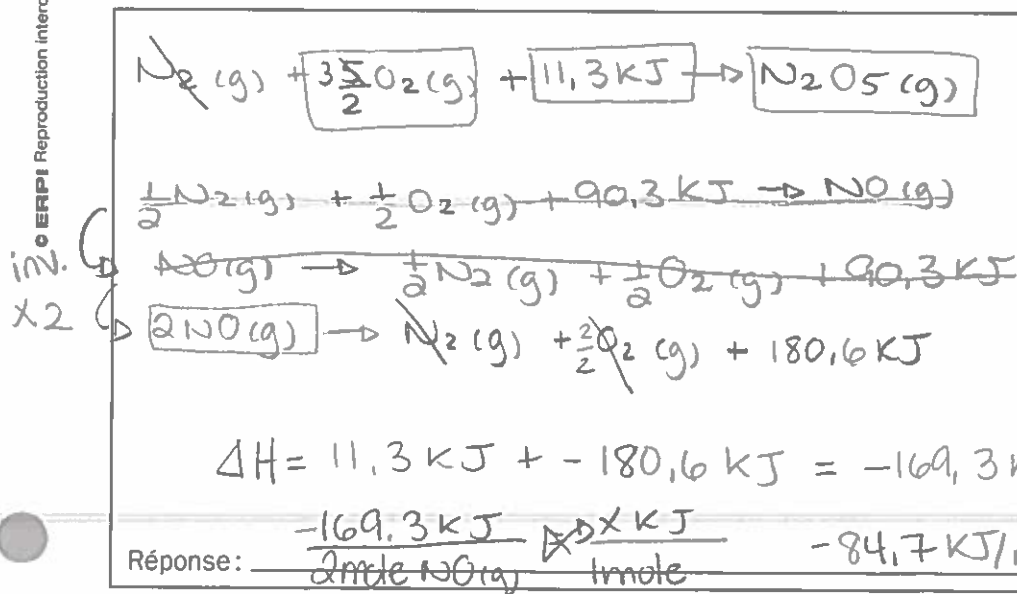 © ERPI Reproduction interd
N2 (g) + 3 5/2 O2 (g) + 11,3 KJ → N2O5 (g)
1/2 N2 (g) + 1/2 O2 (g) + 90,3 KJ → NO (g)
inv. NO(g) → 1/2 N2 (g) + 1/2 O2 (g) + 90,3 KJ
x2 2NO(g) → N2 (g) + 2/2 O2 (g) + 180,6 KJ
ΔH = 11,3 KJ + - 180,6 KJ = -169,3 K
-169.3 KJ / 2mole NO(g) x KJ / 1mole -84,7 KJ/
Réponse: